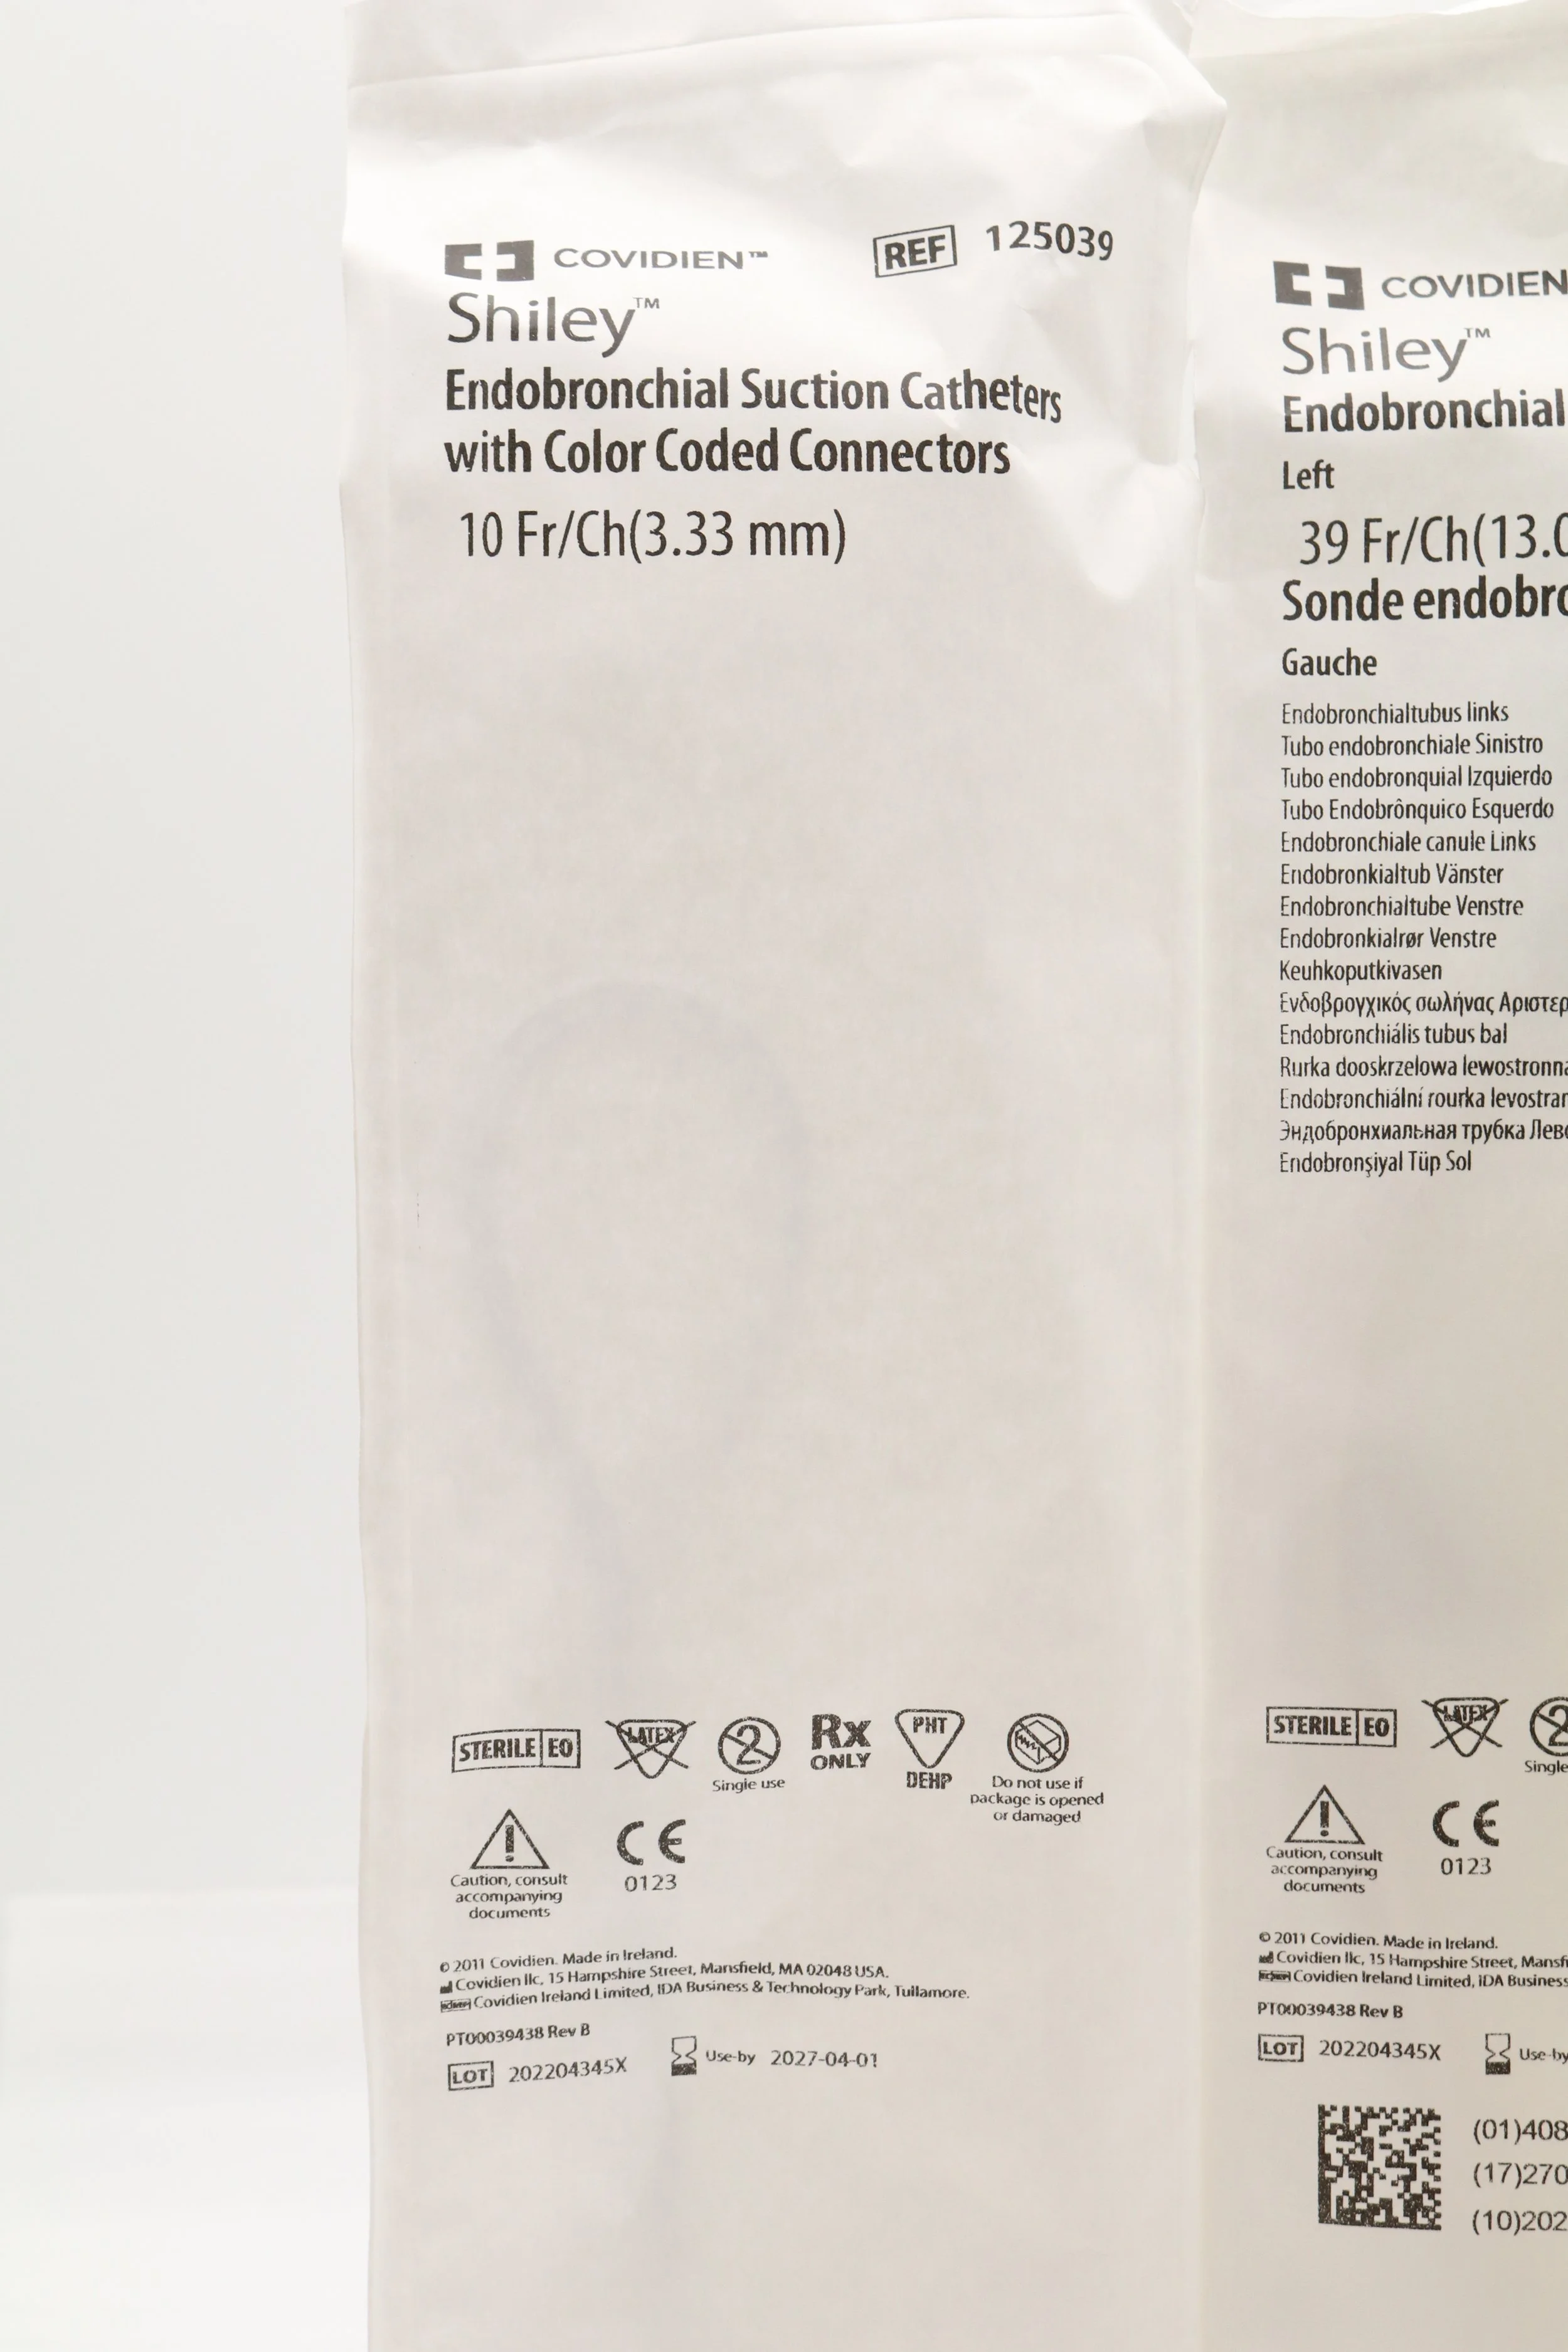 COVIDIEN™
REF 125039
Shiley™
Endobronchial Suction Catheters
with Color Coded Connectors
10 Fr/Ch(3.33 mm)
STERILE EO
LATEX
2
Single use
Rx
ONLY
PHT
DEHP
Do not use if
package is opened
or damaged
!
Caution, consult
accompanying
documents
CE
0123
© 2011 Covidien. Made in Ireland.
Covidien llc, 15 Hampshire Street, Mansfield, MA 02048 USA.
Covidien Ireland Limited, IDA Business & Technology Park, Tullamore.
PT00039438 Rev B
LOT 202204345X
Use-by 2027-04-01
COVIDIEN
Shiley™
Endobronchial
Left
39 Fr/Ch(13.0
Sonde endobro
Gauche
Endobronchialtubus links
Tubo endobronchiale Sinistro
Tubo endobronquial Izquierdo
Tubo Endobrônquico Esquerdo
Endobronchiale canule Links
Endobronkialtub Vänster
Endobronchialtube Venstre
Endobronkialrør Venstre
Keuhkoputkivasen
Ενδοβρογχικός σωλήνας Αριστερ
Endobronchiális tubus bal
Rurka dooskrzelowa lewostronna
Endobronchiální rourka levostran
Эндобронхиальная трубка Лево
Endobronşiyal Tüp Sol
STERILE EO
LATEX
2
Single
!
Caution, consult
accompanying
documents
CE
0123
© 2011 Covidien. Made in Ireland.
Covidien llc, 15 Hampshire Street, Mansfi
Covidien Ireland Limited, IDA Business
PT00039438 Rev B
LOT 202204345X
Use-by
(01)408
(17)270
(10)202